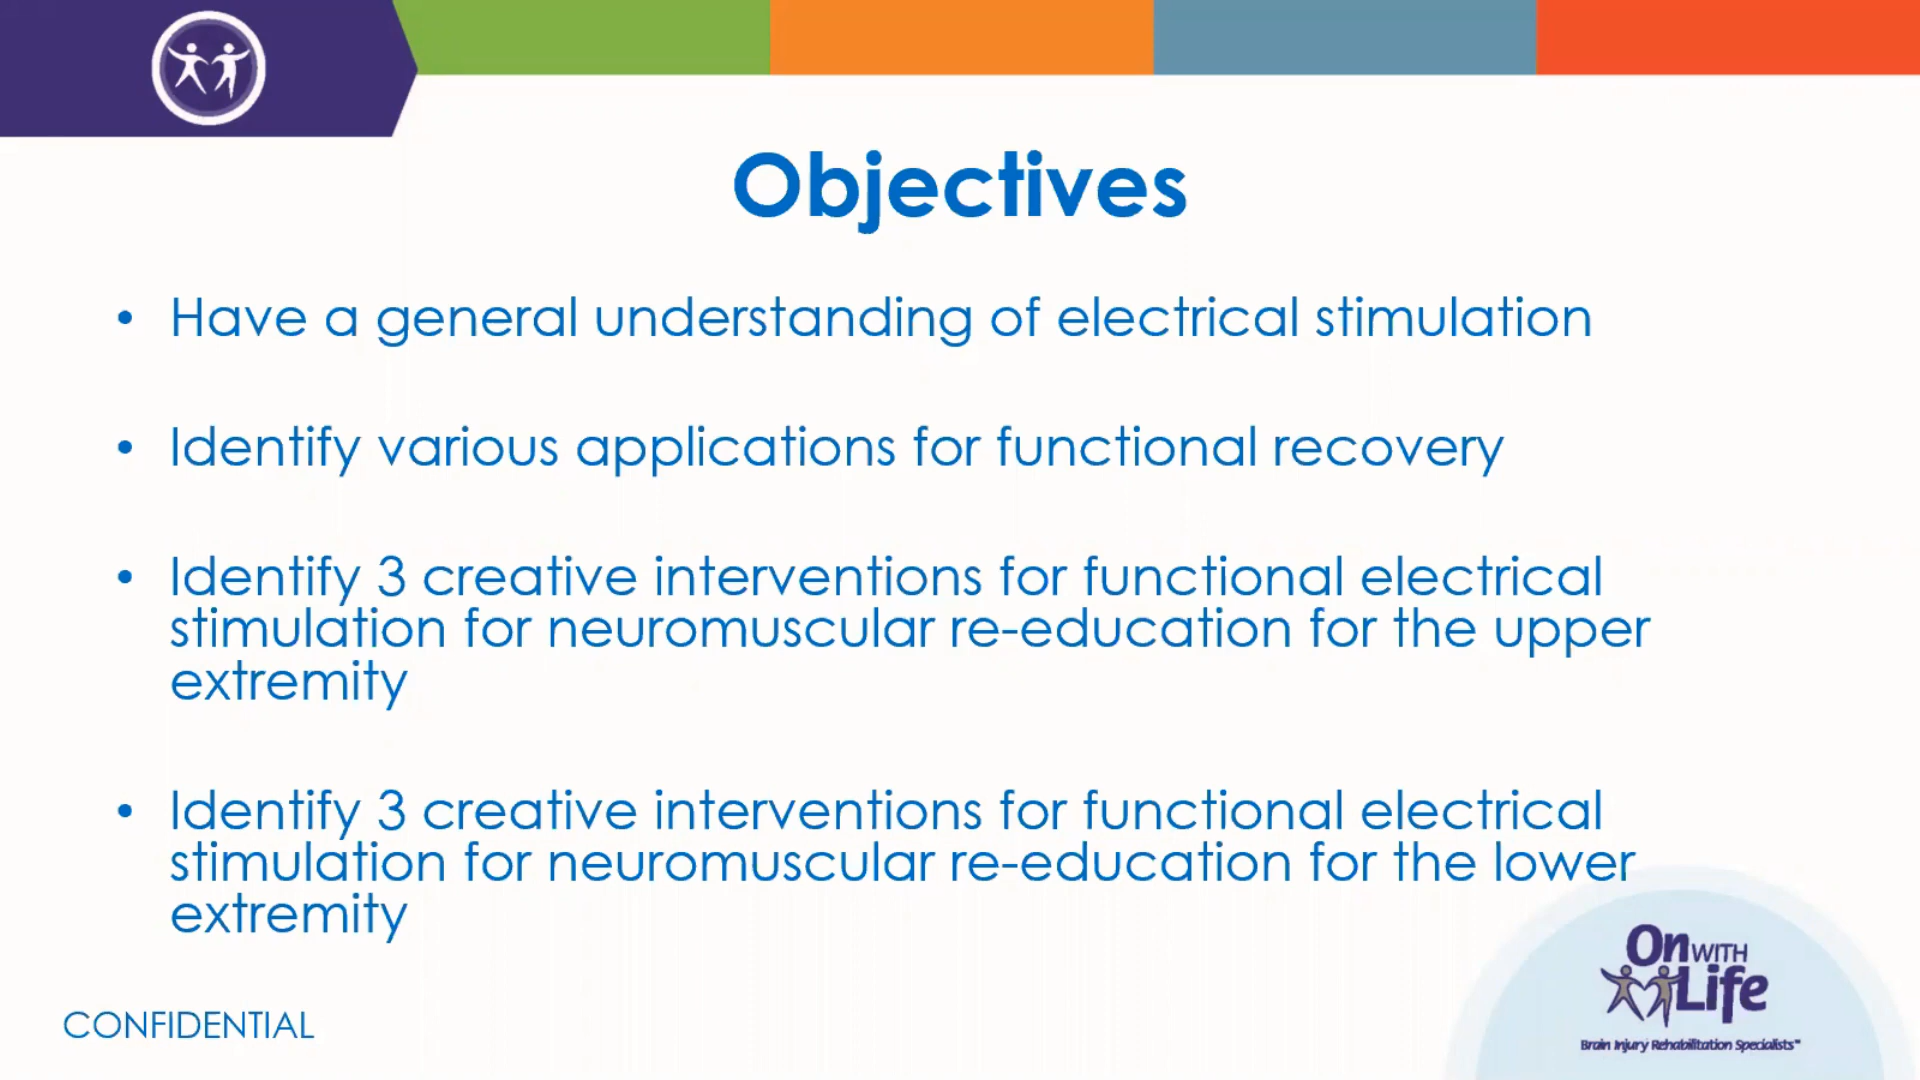 Objectives
• Have a general understanding of electrical stimulation
• Identify various applications for functional recovery
• Identify 3 creative interventions for functional electrical
stimulation for neuromuscular re-education for the upper
extremity
• Identify 3 creative interventions for functional electrical
stimulation for neuromuscular re-education for the lower
extremity
On WITH
Life
CONFIDENTIAL
Brain Injury Rehabilitation Specialists℠